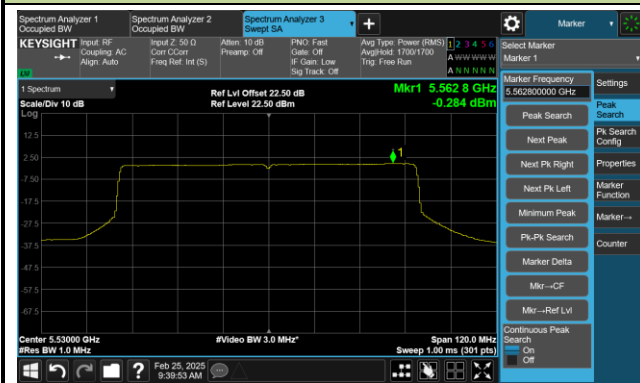 Spectrum Analyzer 1
Occupied BW
Spectrum Analyzer 2
Occupied BW
Spectrum Analyzer 3
Swept SA
+
Marker
KEYSIGHT
Input: RF
Coupling: AC
Align: Auto
Input Z: 50 Ω
Corr CCorr
Freq Ref: Int (S)
Atten: 10 dB
Preamp: Off
PNO: Fast
Gate: Off
IF Gain: Low
Sig Track: Off
Avg Type: Power (RMS)
Avg|Hold: 1700/1700
Trig: Free Run
1 2 3 4 5 6
A W W W W W
A N N N N N
LXI
Select Marker
Marker 1
1 Spectrum
Scale/Div 10 dB
Log
Ref Lvl Offset 22.50 dB
Ref Level 22.50 dBm
Mkr1 5.562 8 GHz
-0.284 dBm
12.5
2.50
-7.50
-17.5
-27.5
-37.5
-47.5
-57.5
-67.5
1
Center 5.53000 GHz
#Res BW 1.0 MHz
#Video BW 3.0 MHz*
Span 120.0 MHz
Sweep 1.00 ms (301 pts)
Marker Frequency
5.562800000 GHz
Peak Search
Next Peak
Next Pk Right
Next Pk Left
Minimum Peak
Pk-Pk Search
Marker Delta
Mkr→CF
Mkr→Ref Lvl
Continuous Peak
Search
On
Off
Settings
Peak
Search
Pk Search
Config
Properties
Marker
Function
Marker→
Counter
?
Feb 25, 2025
9:39:53 AM